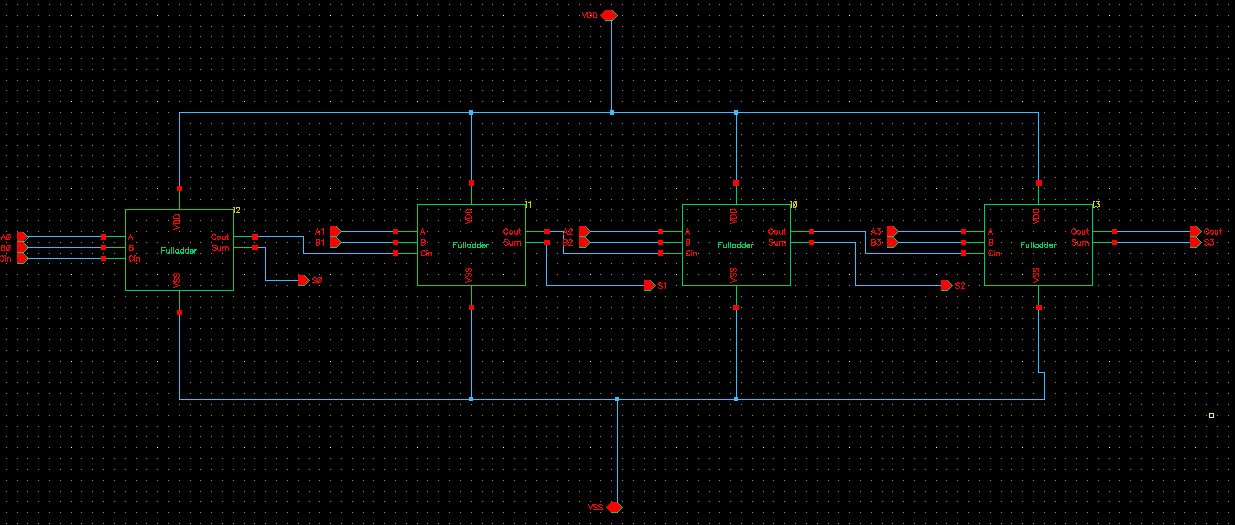 VDD
I2
VDD
A0 A Cout
B0 B Sum
Cin Cin
Fulladder
VSS
S0
I1
VDD
A1 A Cout
B1 B Sum
Cin
Fulladder
VSS
S1
I0
VDD
A2 A Cout
B2 B Sum
Cin
Fulladder
VSS
S2
I3
VDD
A3 A Cout Cout
B3 B Sum S3
Cin
Fulladder
VSS
VSS